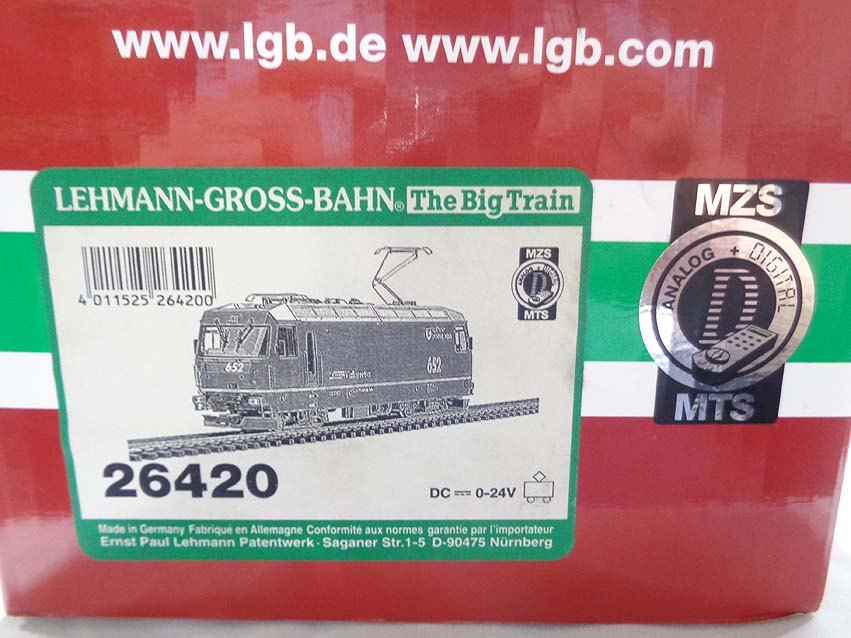 www.lgb.de www.lgb.com
LEHMANN-GROSS-BAHN® The Big Train
4 011525 264200
MZS
ANALOG + DIGITAL
D
MTS
652
652
26420
DC 0-24V
Made in Germany Fabriqué en Allemagne Conformité aux normes garantie par l'importateur
Ernst Paul Lehmann Patentwerk · Saganer Str.1-5 D-90475 Nürnberg
MZS
ANALOG + DIGITAL
D
MTS